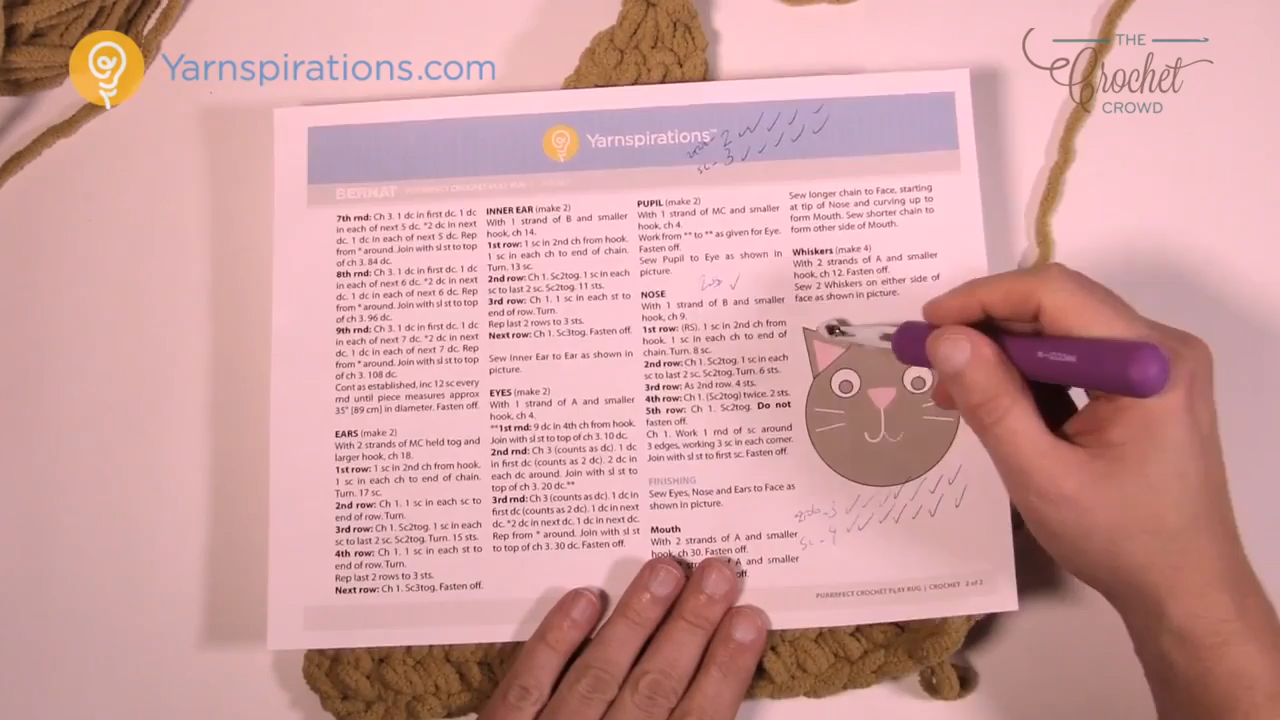 Yarnspirations.com
THE
Crochet
CROWD
Yarnspirations™
2 ✓✓✓✓✓
sc - 3 ✓✓✓✓✓
BERNAT
7th rnd: Ch 3. 1 dc in first dc. 1 dc
in each of next 5 dc. *2 dc in next
dc. 1 dc in each of next 5 dc. Rep
from * around. Join with sl st to top
of ch 3. 84 dc.
8th rnd: Ch 3. 1 dc in first dc. 1 dc
in each of next 6 dc. *2 dc in next
dc. 1 dc in each of next 6 dc. Rep
from * around. Join with sl st to top
of ch 3. 96 dc.
9th rnd: Ch 3. 1 dc in first dc. 1 dc
in each of next 7 dc. *2 dc in next
dc. 1 dc in each of next 7 dc. Rep
from * around. Join with sl st to top
of ch 3. 108 dc.
Cont as established, inc 12 sc every
rnd until piece measures approx
35" [89 cm] in diameter. Fasten off.
EARS (make 2)
With 2 strands of MC held tog and
larger hook, ch 18.
1st row: 1 sc in 2nd ch from hook.
1 sc in each ch to end of chain.
Turn. 17 sc.
2nd row: Ch 1. 1 sc in each sc to
end of row. Turn.
3rd row: Ch 1. Sc2tog. 1 sc in each
sc to last 2 sc. Sc2tog. Turn. 15 sts.
4th row: Ch 1. 1 sc in each st to
end of row. Turn.
Rep last 2 rows to 3 sts.
Next row: Ch 1. Sc3tog. Fasten off.
INNER EAR (make 2)
With 1 strand of B and smaller
hook, ch 14.
1st row: 1 sc in 2nd ch from hook.
1 sc in each ch to end of chain.
Turn. 13 sc.
2nd row: Ch 1. Sc2tog. 1 sc in each
sc to last 2 sc. Sc2tog. 11 sts.
3rd row: Ch 1. 1 sc in each st to
end of row. Turn.
Rep last 2 rows to 3 sts.
Next row: Ch 1. Sc3tog. Fasten off.
Sew Inner Ear to Ear as shown in
picture.
EYES (make 2)
With 1 strand of A and smaller
hook, ch 4.
**1st rnd: 9 dc in 4th ch from hook.
Join with sl st to top of ch 3. 10 dc.
2nd rnd: Ch 3 (counts as dc). 1 dc
in first dc (counts as 2 dc). 2 dc in
each dc around. Join with sl st to
top of ch 3. 20 dc.**
3rd rnd: Ch 3 (counts as dc). 1 dc in
first dc (counts as 2 dc). 1 dc in next
dc. *2 dc in next dc. 1 dc in next dc.
Rep from * around. Join with sl st
to top of ch 3. 30 dc. Fasten off.
PUPIL (make 2)
With 1 strand of MC and smaller
hook, ch 4.
Work from ** to ** as given for Eye.
Fasten off.
Sew Pupil to Eye as shown in
picture.
NOSE
With 1 strand of B and smaller
hook, ch 9.
1st row: (RS). 1 sc in 2nd ch from
hook. 1 sc in each ch to end of
chain. Turn. 8 sc.
2nd row: Ch 1. Sc2tog. 1 sc in each
sc to last 2 sc. Sc2tog. Turn. 6 sts.
3rd row: As 2nd row. 4 sts.
4th row: Ch 1. (Sc2tog) twice. 2 sts.
5th row: Ch 1. Sc2tog. Do not
fasten off.
Ch 1. Work 1 rnd of sc around
3 edges, working 3 sc in each corner.
Join with sl st to first sc. Fasten off.
FINISHING
Sew Eyes, Nose and Ears to Face as
shown in picture.
Mouth
With 2 strands of A and smaller
hook, ch 30. Fasten off.
of A and smaller
off.
Sew longer chain to Face, starting
at tip of Nose and curving up to
form Mouth. Sew shorter chain to
form other side of Mouth.
Whiskers (make 4)
With 2 strands of A and smaller
hook, ch 12. Fasten off.
Sew 2 Whiskers on either side of
face as shown in picture.
- 3 ✓✓✓✓✓
sc - 4 ✓✓✓✓✓
PURRRFECT CROCHET PLAY RUG | CROCHET 2 of 2